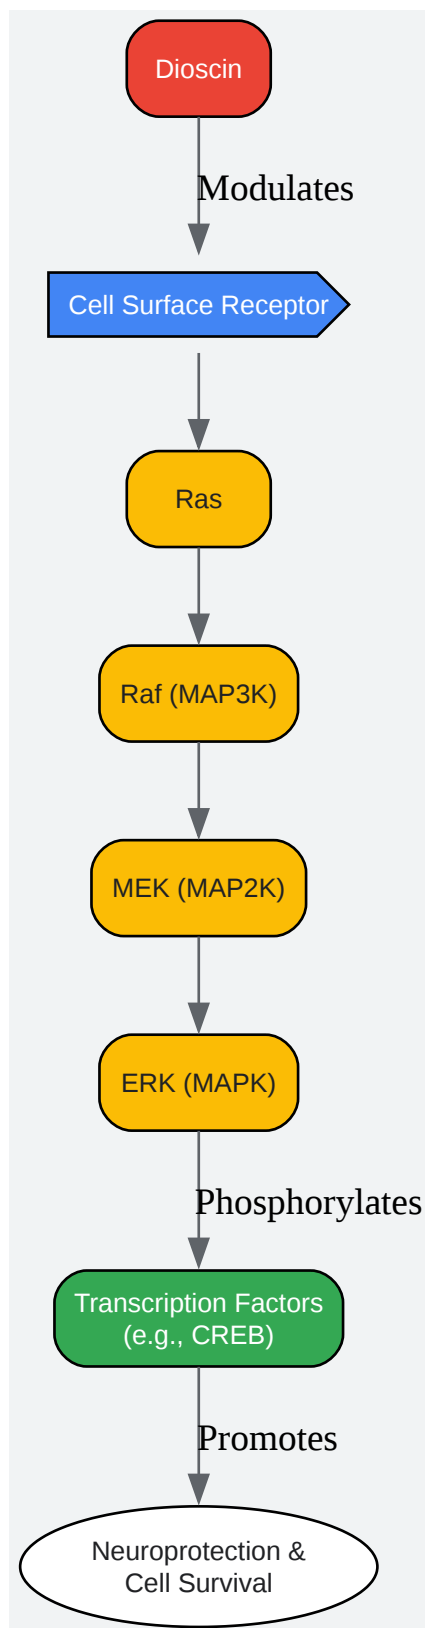 Dioscin
Modulates
Cell Surface Receptor
Ras
Raf (MAP3K)
MEK (MAP2K)
ERK (MAPK)
Phosphorylates
Transcription Factors
(e.g., CREB)
Promotes
Neuroprotection &
Cell Survival